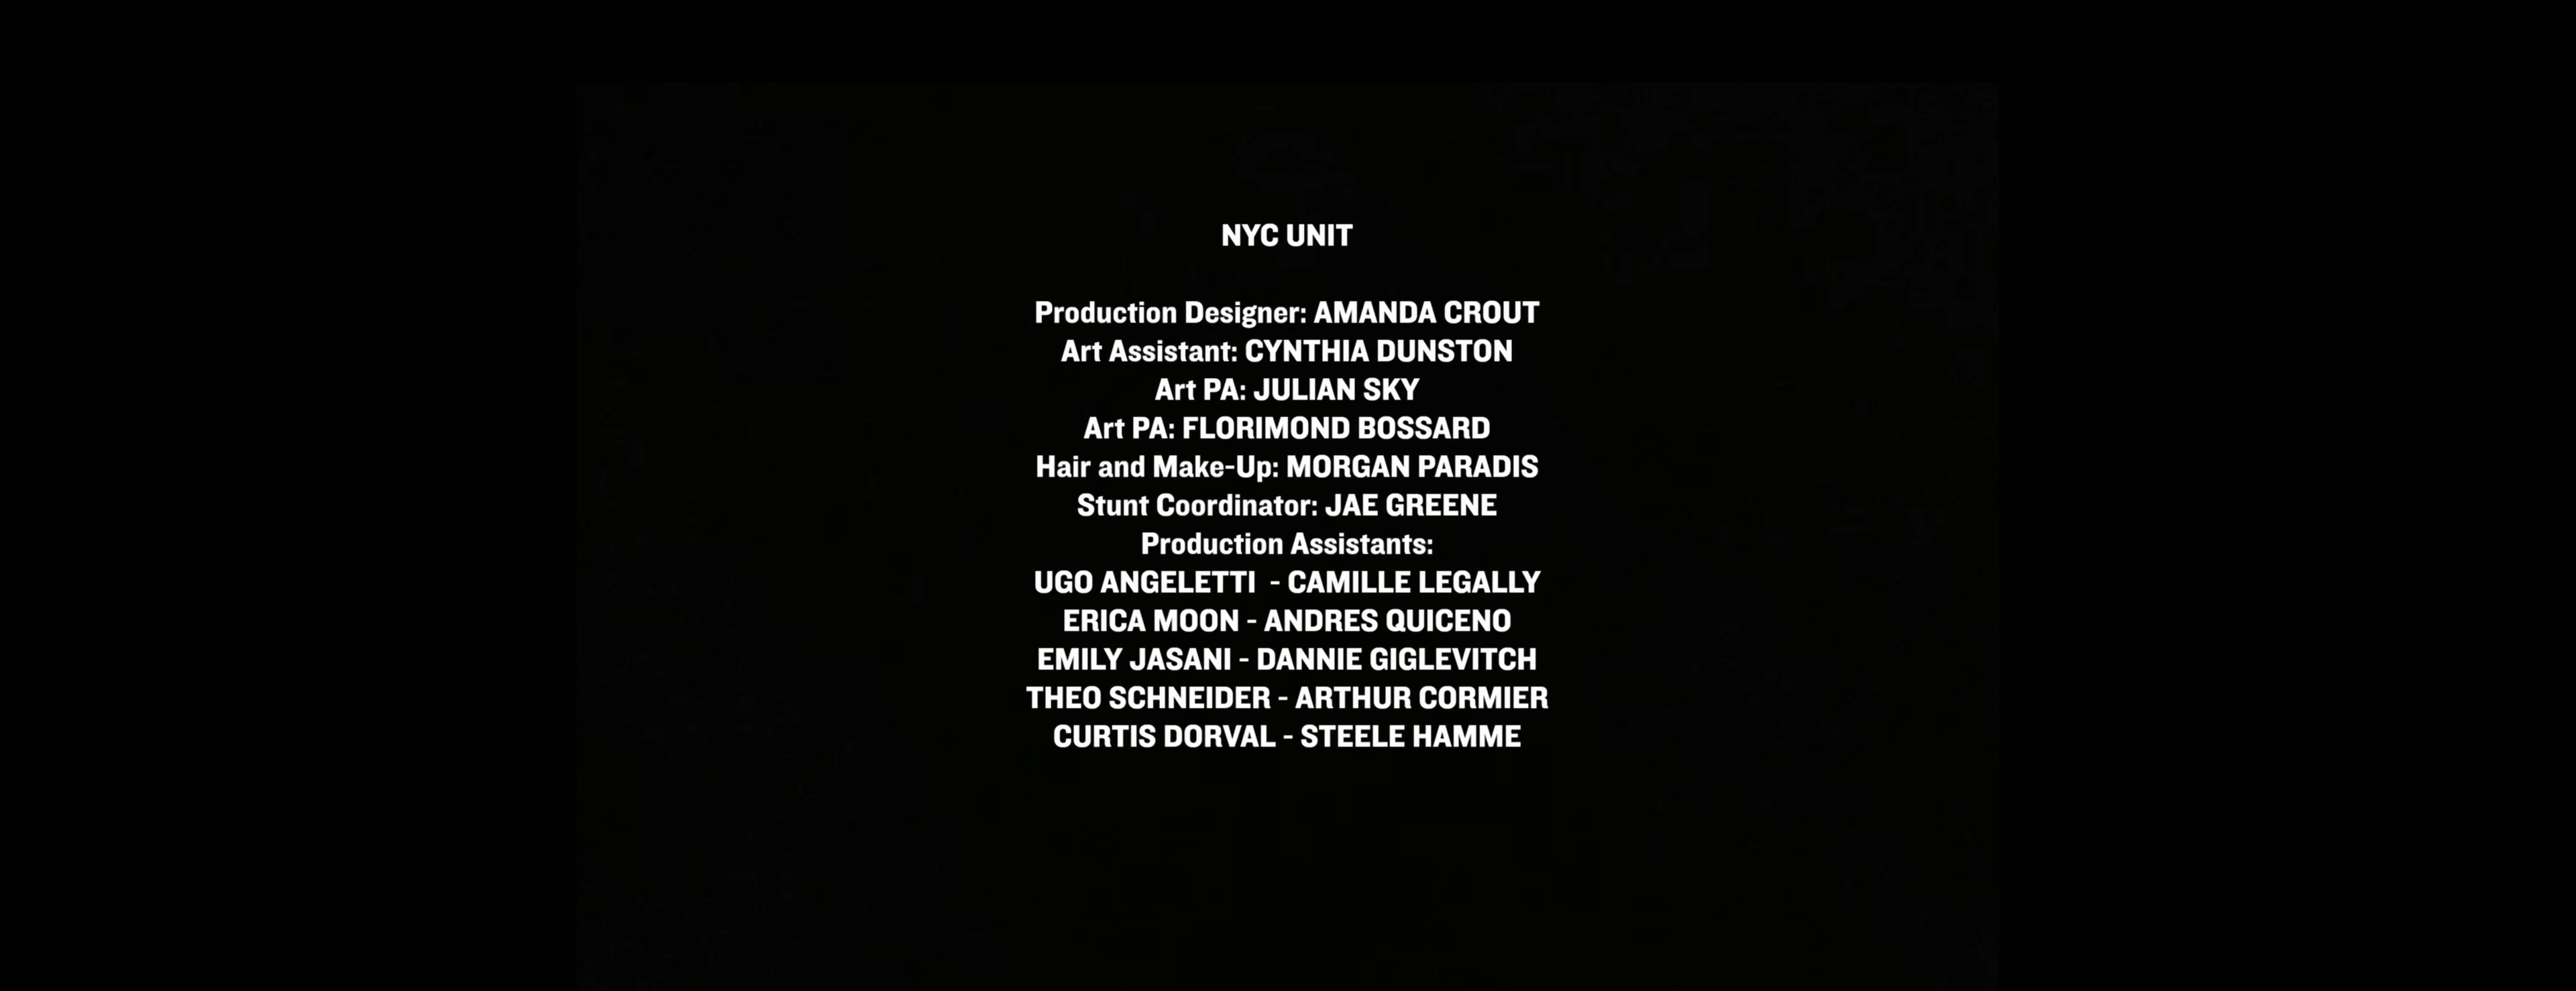 NYC UNIT
Production Designer: AMANDA CROUT
Art Assistant: CYNTHIA DUNSTON
Art PA: JULIAN SKY
Art PA: FLORIMOND BOSSARD
Hair and Make-Up: MORGAN PARADIS
Stunt Coordinator: JAE GREENE
Production Assistants:
UGO ANGELETTI - CAMILLE LEGALLY
ERICA MOON - ANDRES QUICENO
EMILY JASANI - DANNIE GIGLEVITCH
THEO SCHNEIDER - ARTHUR CORMIER
CURTIS DORVAL - STEELE HAMME